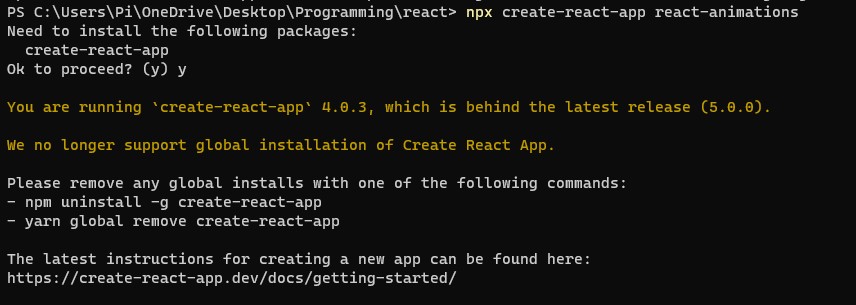 PS C:\Users\Pi\OneDrive\Desktop\Programming\react> npx create-react-app react-animations
Need to install the following packages:
  create-react-app
Ok to proceed? (y) y

You are running `create-react-app` 4.0.3, which is behind the latest release (5.0.0).

We no longer support global installation of Create React App.

Please remove any global installs with one of the following commands:
- npm uninstall -g create-react-app
- yarn global remove create-react-app

The latest instructions for creating a new app can be found here:
https://create-react-app.dev/docs/getting-started/